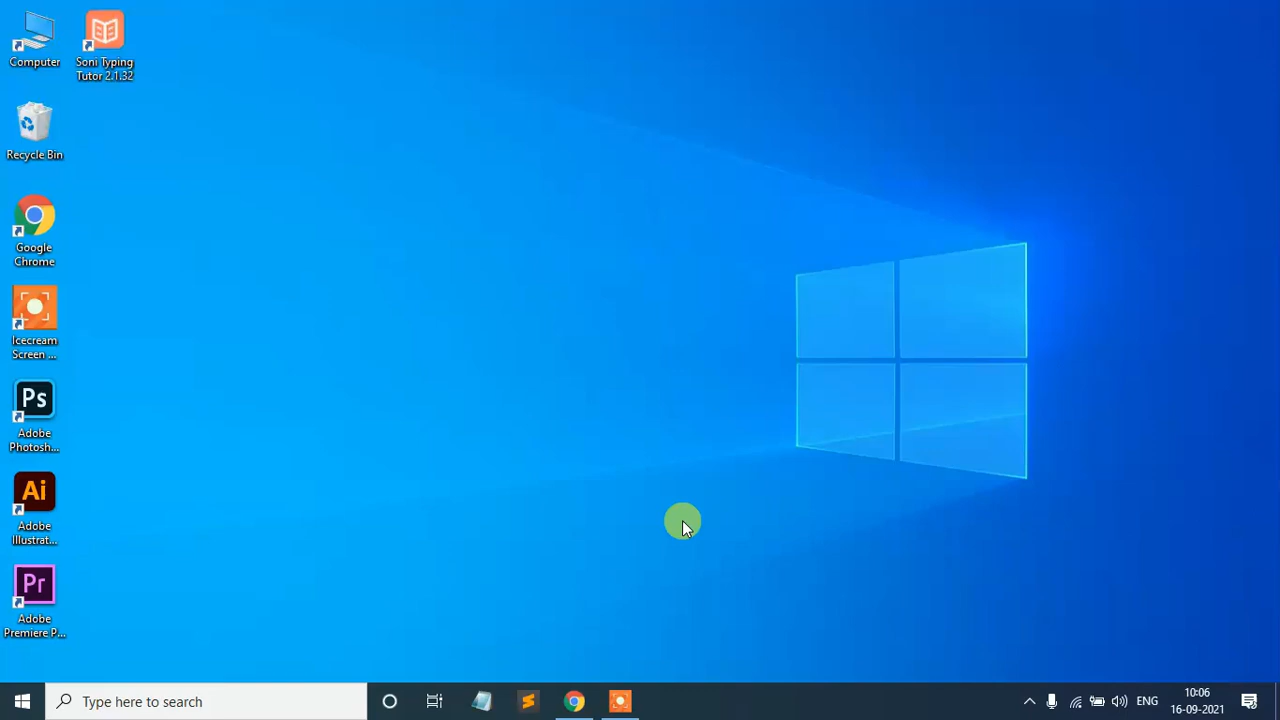 Computer
Soni Typing
Tutor 2.1.32
Recycle Bin
Google
Chrome
Icecream
Screen ...
Ps
Adobe
Photosh...
Ai
Adobe
Illustrat...
Pr
Adobe
Premiere P...
Type here to search
ENG
10:06
16-09-2021